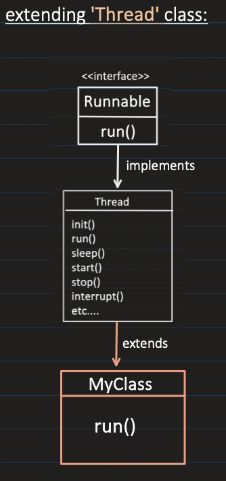 extending 'Thread' class:
<<interface>>
Runnable
run()
implements
Thread
init()
run()
sleep()
start()
stop()
interrupt()
etc....
extends
MyClass
run()